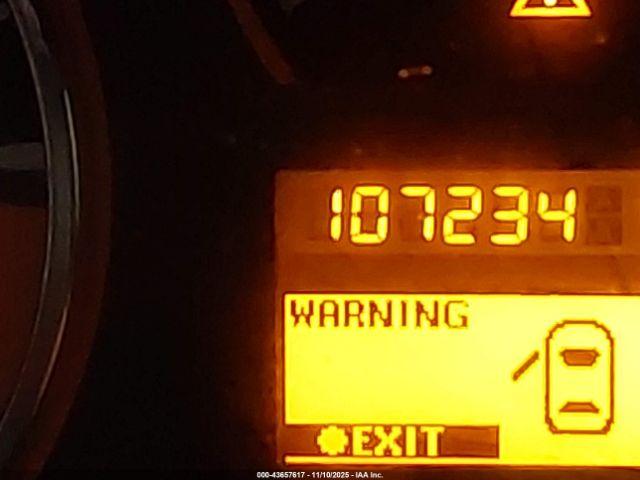 107234
WARNING
EXIT
000-43657617 - 11/10/2025 - IAA Inc.